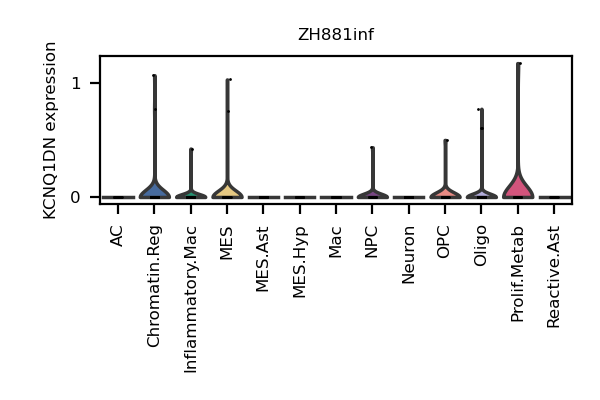 ZH881inf
KCNQ1DN expression
1
0
AC
Chromatin.Reg
Inflammatory.Mac
MES
MES.Ast
MES.Hyp
Mac
NPC
Neuron
OPC
Oligo
Prolif.Metab
Reactive.Ast